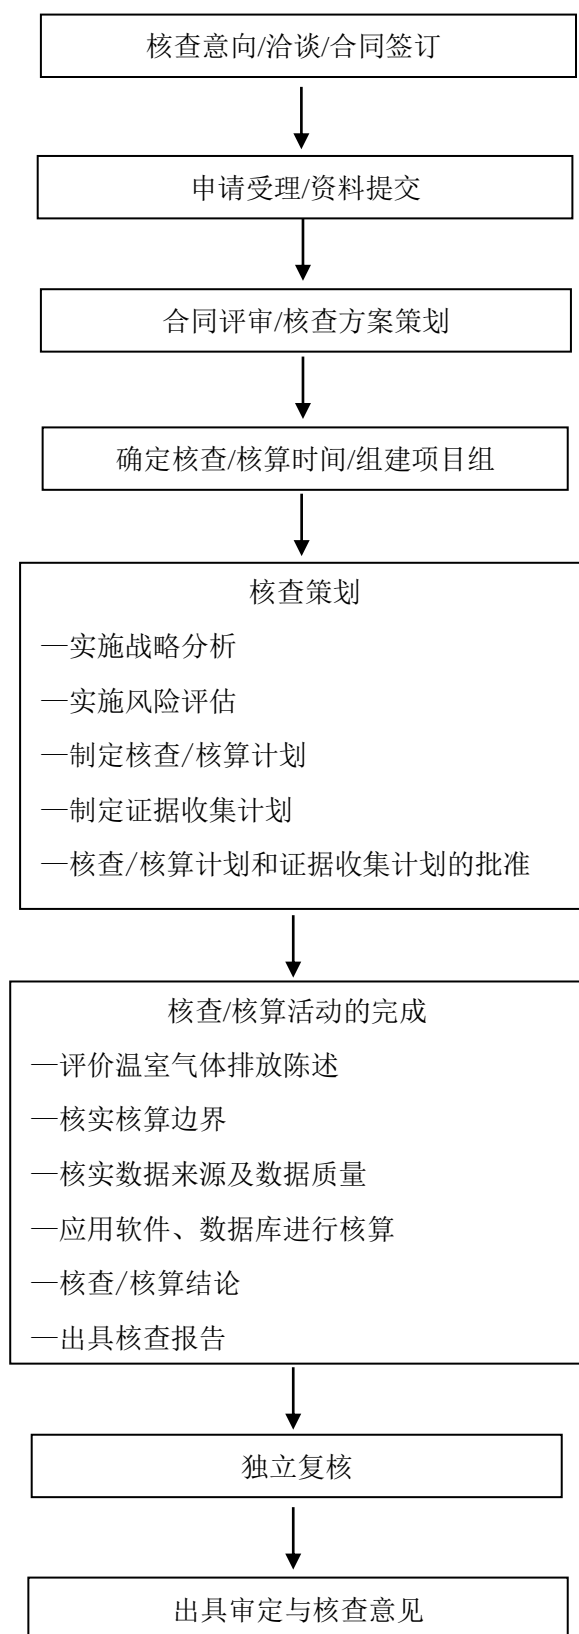 核查意向/洽谈/合同签订
申请受理/资料提交
合同评审/核查方案策划
确定核查/核算时间/组建项目组
核查策划
—实施战略分析
—实施风险评估
—制定核查/核算计划
—制定证据收集计划
—核查/核算计划和证据收集计划的批准
核查/核算活动的完成
—评价温室气体排放陈述
—核实核算边界
—核实数据来源及数据质量
—应用软件、数据库进行核算
—核查/核算结论
—出具核查报告
独立复核
出具审定与核查意见